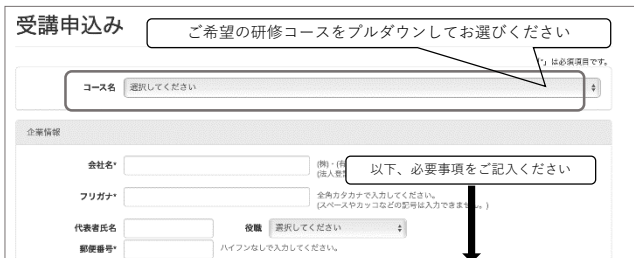 受講申込み
ご希望の研修コースをプルダウンしてお選びください
」は必須項目です。
コース名 選択してください
企業情報
会社名*
(株)・(有
(法人登
以下、必要事項をご記入ください
フリガナ*
全角カタカナで入力してください。
(スペースやカッコなどの記号は入力できません。)
代表者氏名
役職 選択してください
郵便番号*
ハイフンなしで入力してください。